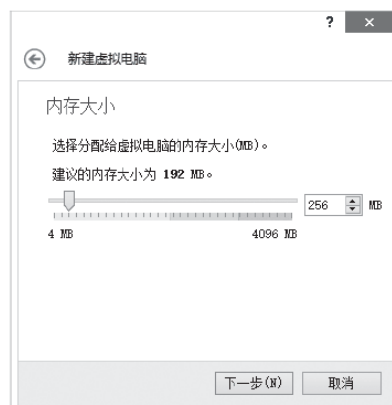 ? ×
新建虚拟电脑
内存大小
选择分配给虚拟电脑的内存大小(MB)。
建议的内存大小为 192 MB。
256 MB
4 MB 4096 MB
下一步(N) 取消